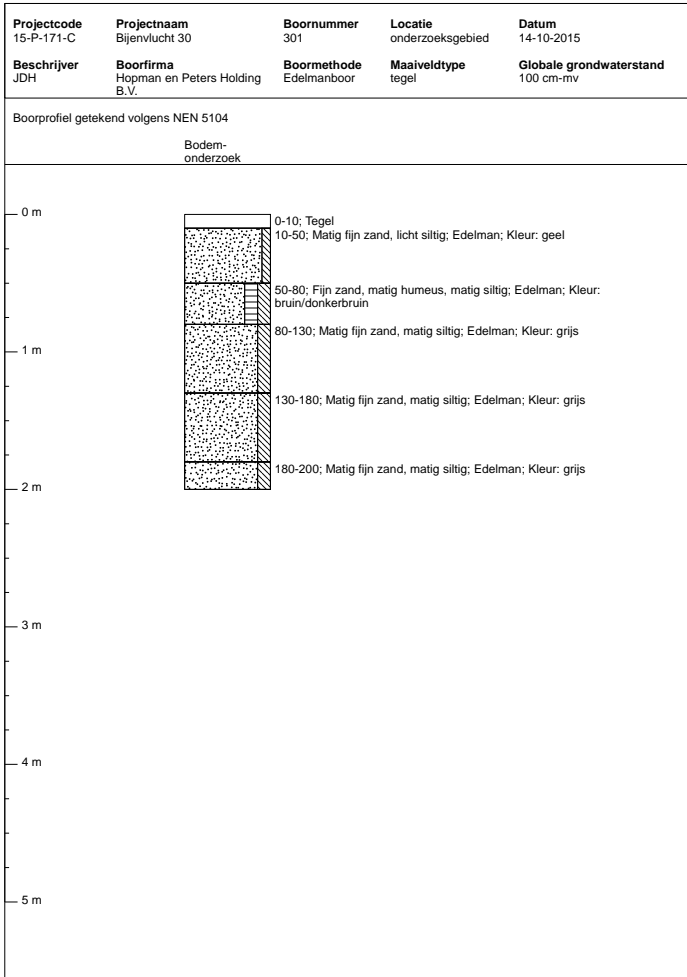 Projectcode Projectnaam Boornummer Locatie Datum
15-P-171-C Bijenvlucht 30 301 onderzoeksgebied 14-10-2015
Beschrijver Boorfirma Boormethode Maaiveldtype Globale grondwaterstand
JDH Hopman en Peters Holding Edelmanboor tegel 100 cm-mv
B.V.
Boorprofiel getekend volgens NEN 5104
Bodem-
onderzoek
0 m
0-10; Tegel
10-50; Matig fijn zand, licht siltig; Edelman; Kleur: geel
50-80; Fijn zand, matig humeus, matig siltig; Edelman; Kleur:
bruin/donkerbruin
80-130; Matig fijn zand, matig siltig; Edelman; Kleur: grijs
1 m
130-180; Matig fijn zand, matig siltig; Edelman; Kleur: grijs
180-200; Matig fijn zand, matig siltig; Edelman; Kleur: grijs
2 m
3 m
4 m
5 m